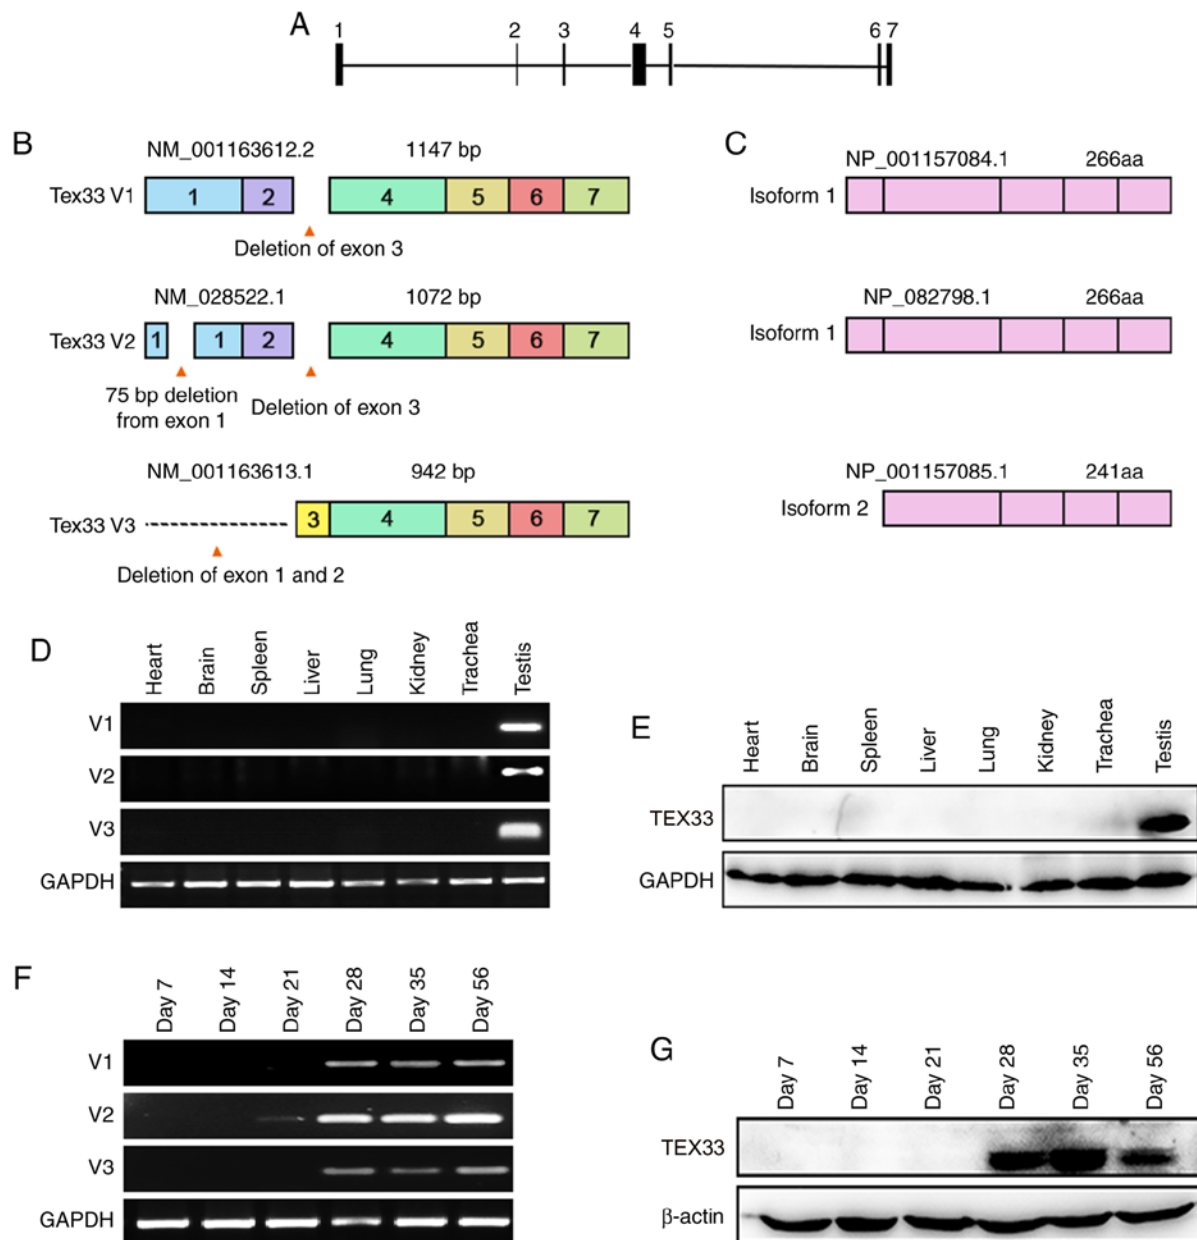 A
1 2 3 4 5 6 7
B
NM_001163612.2 1147 bp
Tex33 V1 1 2 4 5 6 7
Deletion of exon 3
NM_028522.1 1072 bp
Tex33 V2 1 1 2 4 5 6 7
75 bp deletion
from exon 1
Deletion of exon 3
NM_001163613.1 942 bp
Tex33 V3 3 4 5 6 7
Deletion of exon 1 and 2
C
NP_001157084.1 266aa
Isoform 1
NP_082798.1 266aa
Isoform 1
NP_001157085.1 241aa
Isoform 2
D
Heart Brain Spleen Liver Lung Kidney Trachea Testis
V1
V2
V3
GAPDH
E
Heart Brain Spleen Liver Lung Kidney Trachea Testis
TEX33
GAPDH
F
Day 7 Day 14 Day 21 Day 28 Day 35 Day 56
V1
V2
V3
GAPDH
G
Day 7 Day 14 Day 21 Day 28 Day 35 Day 56
TEX33
β-actin